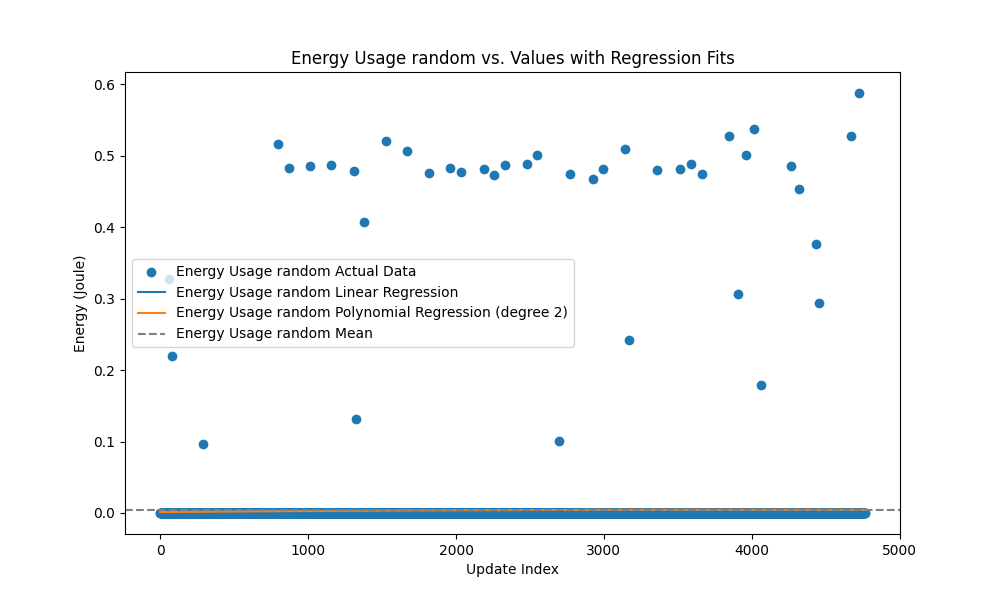 Energy Usage random vs. Values with Regression Fits
0.6
0.5
0.4
0.3
0.2
0.1
0.0
Energy (Joule)
Energy Usage random Actual Data
Energy Usage random Linear Regression
Energy Usage random Polynomial Regression (degree 2)
Energy Usage random Mean
0 1000 2000 3000 4000 5000
Update Index